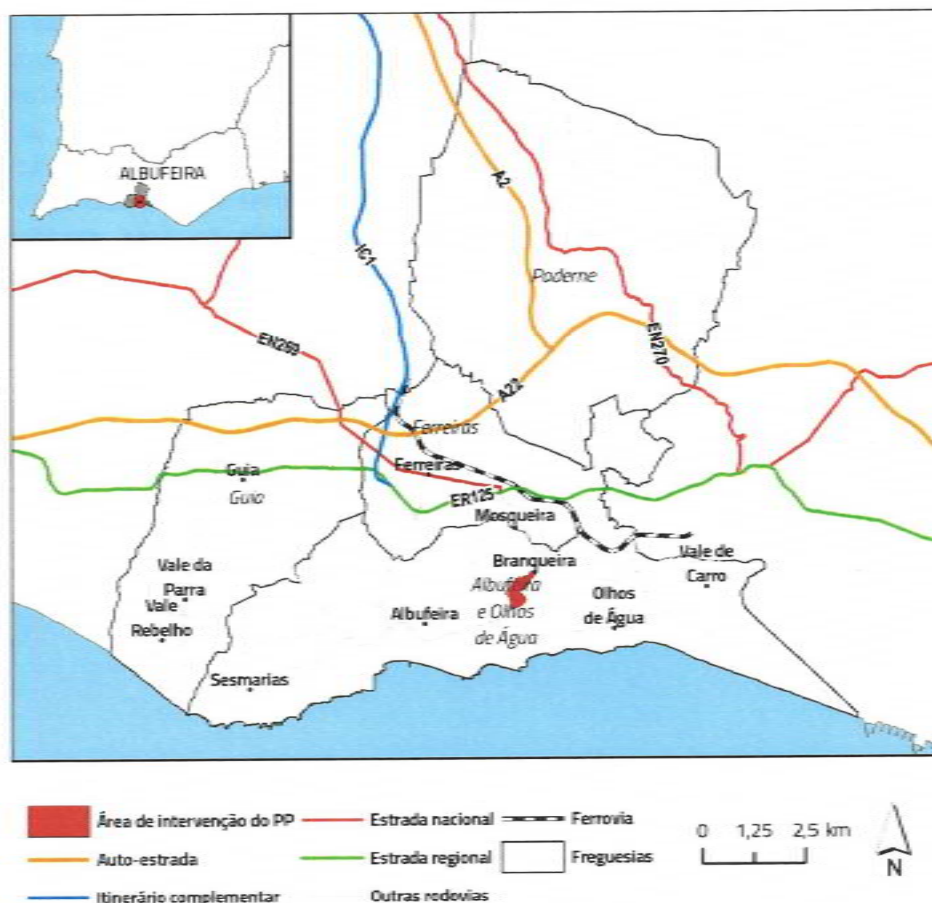 ALBUFEIRA
A2
IC1
Paderne
EN269
EN270
A22
Ferreiras
Ferreiras
Guia
Guia
ER125
Mosqueira
Branqueira
Vale de
Carro
Vale da
Parra
Vale
Rebelho
Albufeira
e Olhos
de Água
Olhos
de Água
Albufeira
Sesmarias
Área de intervenção do PP
Estrada nacional
Ferrovia
0 1,25 2,5 km
Auto-estrada
Estrada regional
Freguesias
N
Itinerário complementar
Outras rodovias